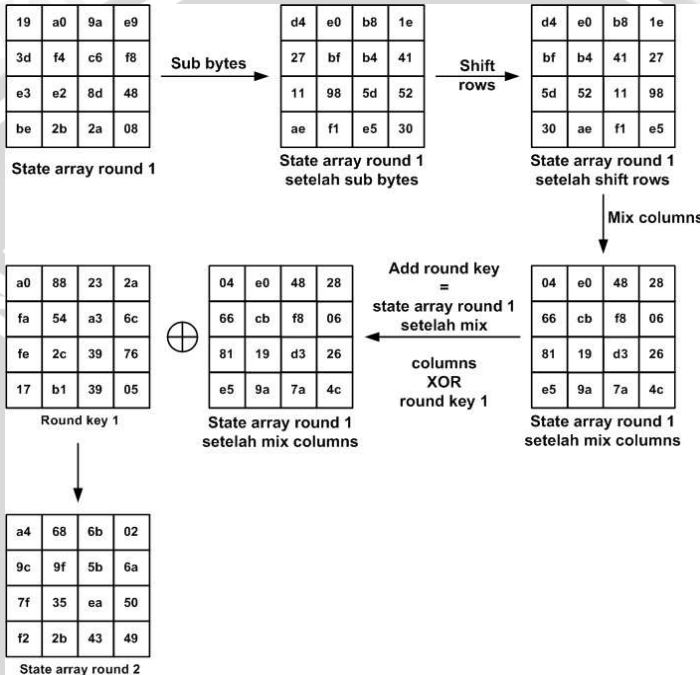 19 a0 9a e9
3d f4 c6 f8
e3 e2 8d 48
be 2b 2a 08
State array round 1
Sub bytes
d4 e0 b8 1e
27 bf b4 41
11 98 5d 52
ae f1 e5 30
State array round 1
setelah sub bytes
Shift
rows
d4 e0 b8 1e
bf b4 41 27
5d 52 11 98
30 ae f1 e5
State array round 1
setelah shift rows
Mix columns
a0 88 23 2a
fa 54 a3 6c
fe 2c 39 76
17 b1 39 05
Round key 1
04 e0 48 28
66 cb f8 06
81 19 d3 26
e5 9a 7a 4c
State array round 1
setelah mix columns
Add round key
=
state array round 1
setelah mix
columns
XOR
round key 1
04 e0 48 28
66 cb f8 06
81 19 d3 26
e5 9a 7a 4c
State array round 1
setelah mix columns
a4 68 6b 02
9c 9f 5b 6a
7f 35 ea 50
f2 2b 43 49
State array round 2